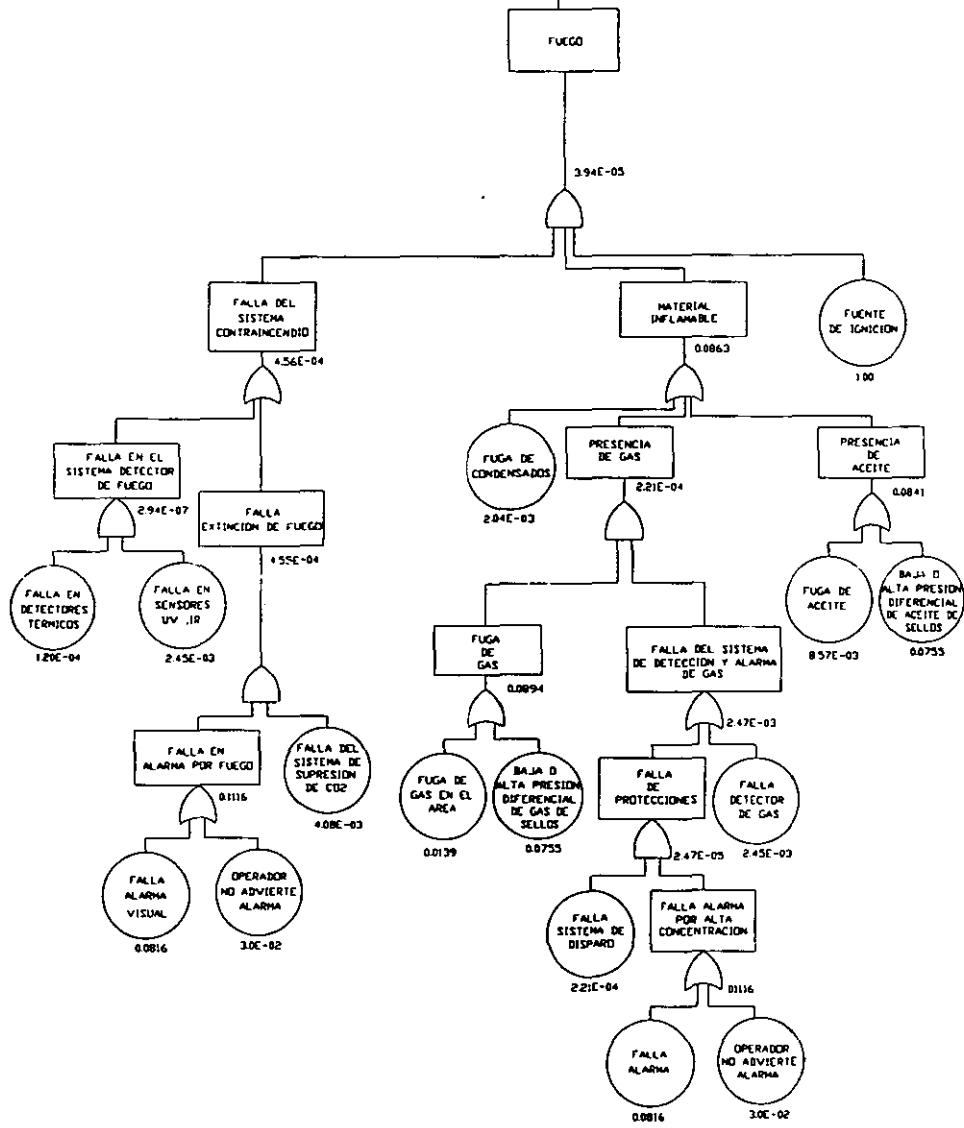 FUEGO
3.94E-05
FALLA DEL
SISTEMA
CONTRAINCENDIO
4.56E-04
MATERIAL
INFLAMABLE
0.0863
FUENTE
DE IGNICION
1.00
FALLA EN EL
SISTEMA DETECTOR
DE FUEGO
2.94E-07
FALLA
EXTINCION DE FUEGO
4.55E-04
FUGA DE
CONDENSADOS
2.04E-03
PRESENCIA
DE GAS
2.21E-04
PRESENCIA
DE
ACEITE
0.0841
FALLA EN
DETECTORES
TERMICOS
1.20E-04
FALLA EN
SENSORES
UV ,IR
2.45E-03
FUGA DE
ACEITE
8.57E-03
BAJA O
ALTA PRESION
DIFERENCIAL
DE ACEITE DE
SELLOS
0.0755
FUGA
DE
GAS
0.0894
FALLA DEL SISTEMA
DE DETECCION Y ALARMA
DE GAS
2.47E-03
FALLA EN
ALARMA POR FUEGO
0.1116
FALLA DEL
SISTEMA DE
SUPRESION
DE CO2
4.08E-03
FUGA DE
GAS EN EL
AREA
0.0139
BAJA O
ALTA PRESION
DIFERENCIAL
DE GAS DE
SELLOS
0.0755
FALLA
DE
PROTECCIONES
2.47E-05
FALLA
DETECTOR
DE GAS
2.45E-03
FALLA
ALARMA
VISUAL
0.0816
OPERADOR
NO ADVIERTE
ALARMA
3.0E-02
FALLA
SISTEMA DE
DISPARO
2.21E-04
FALLA ALARMA
POR ALTA
CONCENTRACION
0.1116
FALLA
ALARMA
0.0816
OPERADOR
NO ADVIERTE
ALARMA
3.0E-02